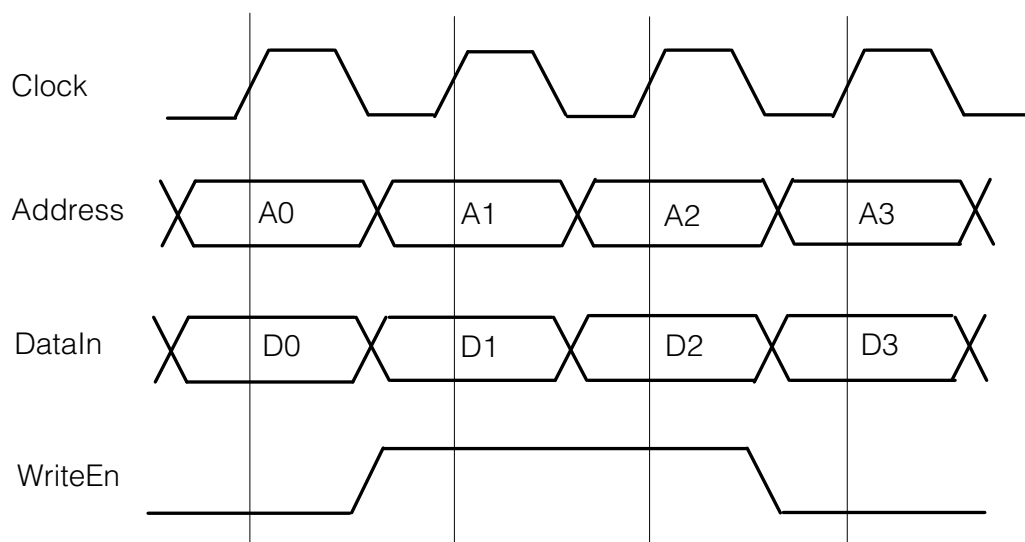 Clock
Address A0 A1 A2 A3
DataIn D0 D1 D2 D3
WriteEn